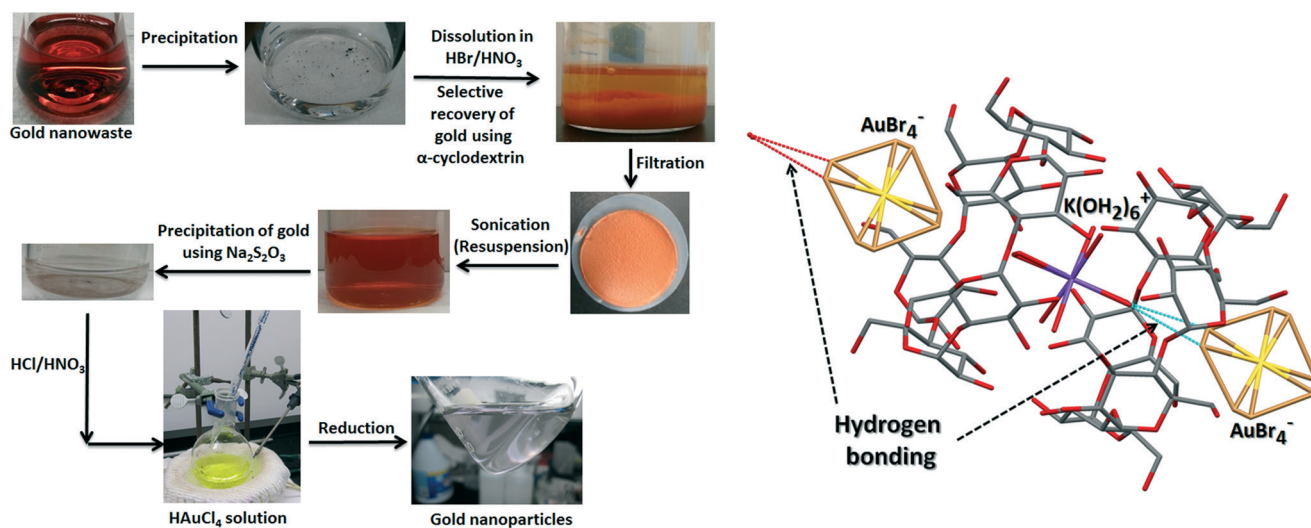 Precipitation
Gold nanowaste
Dissolution in
HBr/HNO₃
Selective
recovery of
gold using
α-cyclodextrin
Filtration
Sonication
(Resuspension)
Precipitation of gold
using Na₂S₂O₃
HCl/HNO₃
HAuCl₄ solution
Reduction
Gold nanoparticles
AuBr₄⁻
K(OH₂)₆⁺
Hydrogen
bonding
AuBr₄⁻